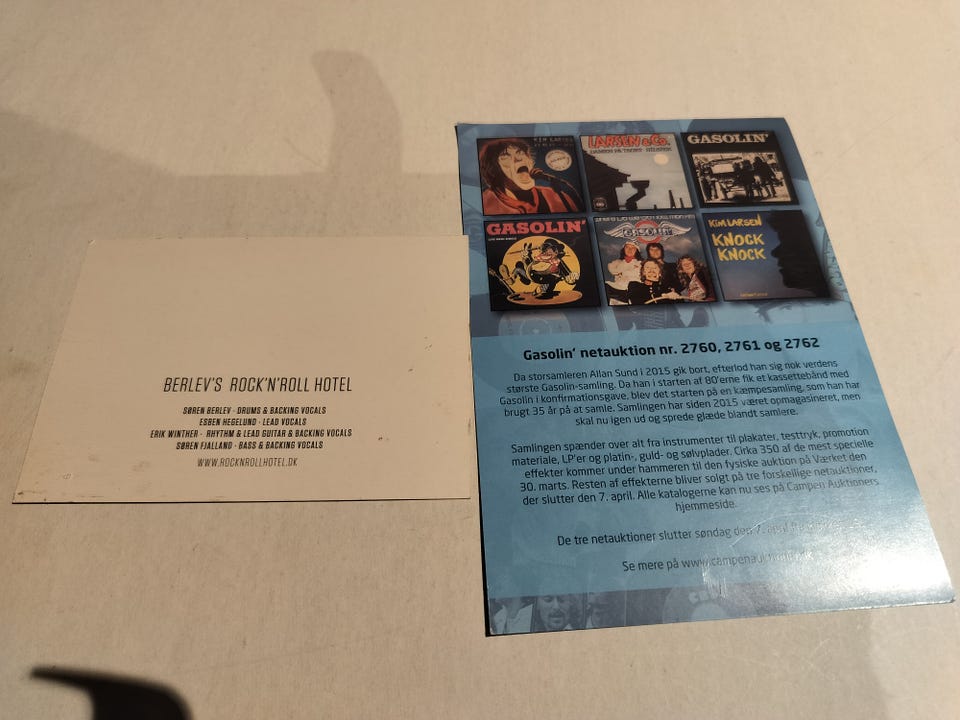 BERLEV'S ROCK'N'ROLL HOTEL
SØREN BERLEV · DRUMS & BACKING VOCALS
ESBEN HEGELUND · LEAD VOCALS
ERIK WINTHER · RHYTHM & LEAD GUITAR & BACKING VOCALS
SØREN FJALLAND · BASS & BACKING VOCALS
WWW.ROCKNROLLHOTEL.DK
KIM LARSEN
LARSEN & Co.
GASOLIN'
GASOLIN'
GASOLIN'
KIM LARSEN
KNOCK
KNOCK
Gasolin' netauktion nr. 2760, 2761 og 2762
Da storsamleren Allan Sund i 2015 gik bort, efterlod han sig nok verdens
største Gasolin-samling. Da han i starten af 80'erne fik et kassettebånd med
Gasolin i konfirmationsgave, blev det starten på en kæmpesamling, som han har
brugt 35 år på at samle. Samlingen har siden 2015 været opmagasineret, men
skal nu igen ud og sprede glæde blandt samlere.
Samlingen spænder over alt fra instrumenter til plakater, testtryk, promotion
materiale, LP'er og platin-, guld- og sølvplader. Cirka 350 af de mest specielle
effekter kommer under hammeren til den fysiske auktion på Værket den
30. marts. Resten af effekterne bliver solgt på tre forskellige netauktioner,
der slutter den 7. april. Alle katalogerne kan nu ses på Campen Auktioners
hjemmeside.
De tre netauktioner slutter søndag den 7. april
Se mere på